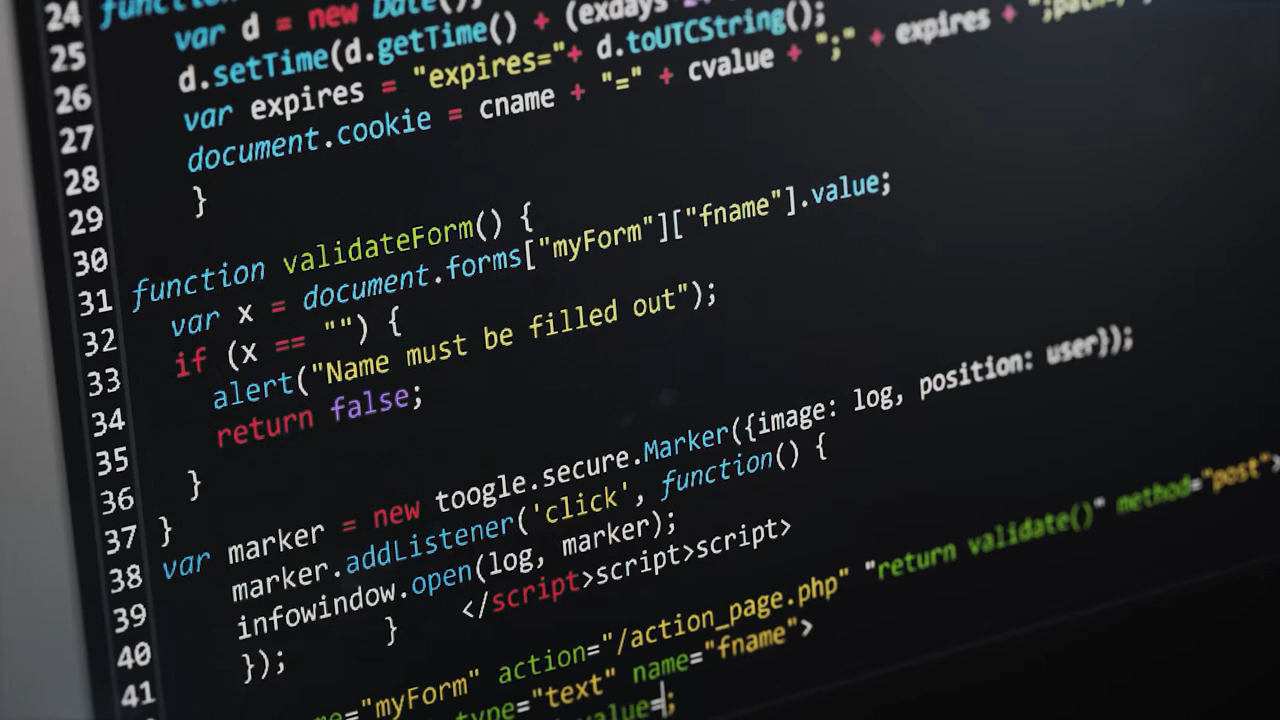 24 function
25 var d = new Date();
26 d.setTime(d.getTime() + (exdays
27 var expires = "expires="+ d.toUTCString();
28 document.cookie = cname + "=" + cvalue + ";" + expires +
29 }
30
31 function validateForm() {
32 var x = document.forms["myForm"]["fname"].value;
33 if (x == "") {
34 alert("Name must be filled out");
35 return false;
36 }
37 }
38 var marker = new toogle.secure.Marker({image: log, position: user});
39 marker.addListener('click', function() {
40 infowindow.open(log, marker);
41 }); } </script>script>script>
="myForm" action="/action_page.php" "return validate()" method="post">
type="text" name="fname">
value=;